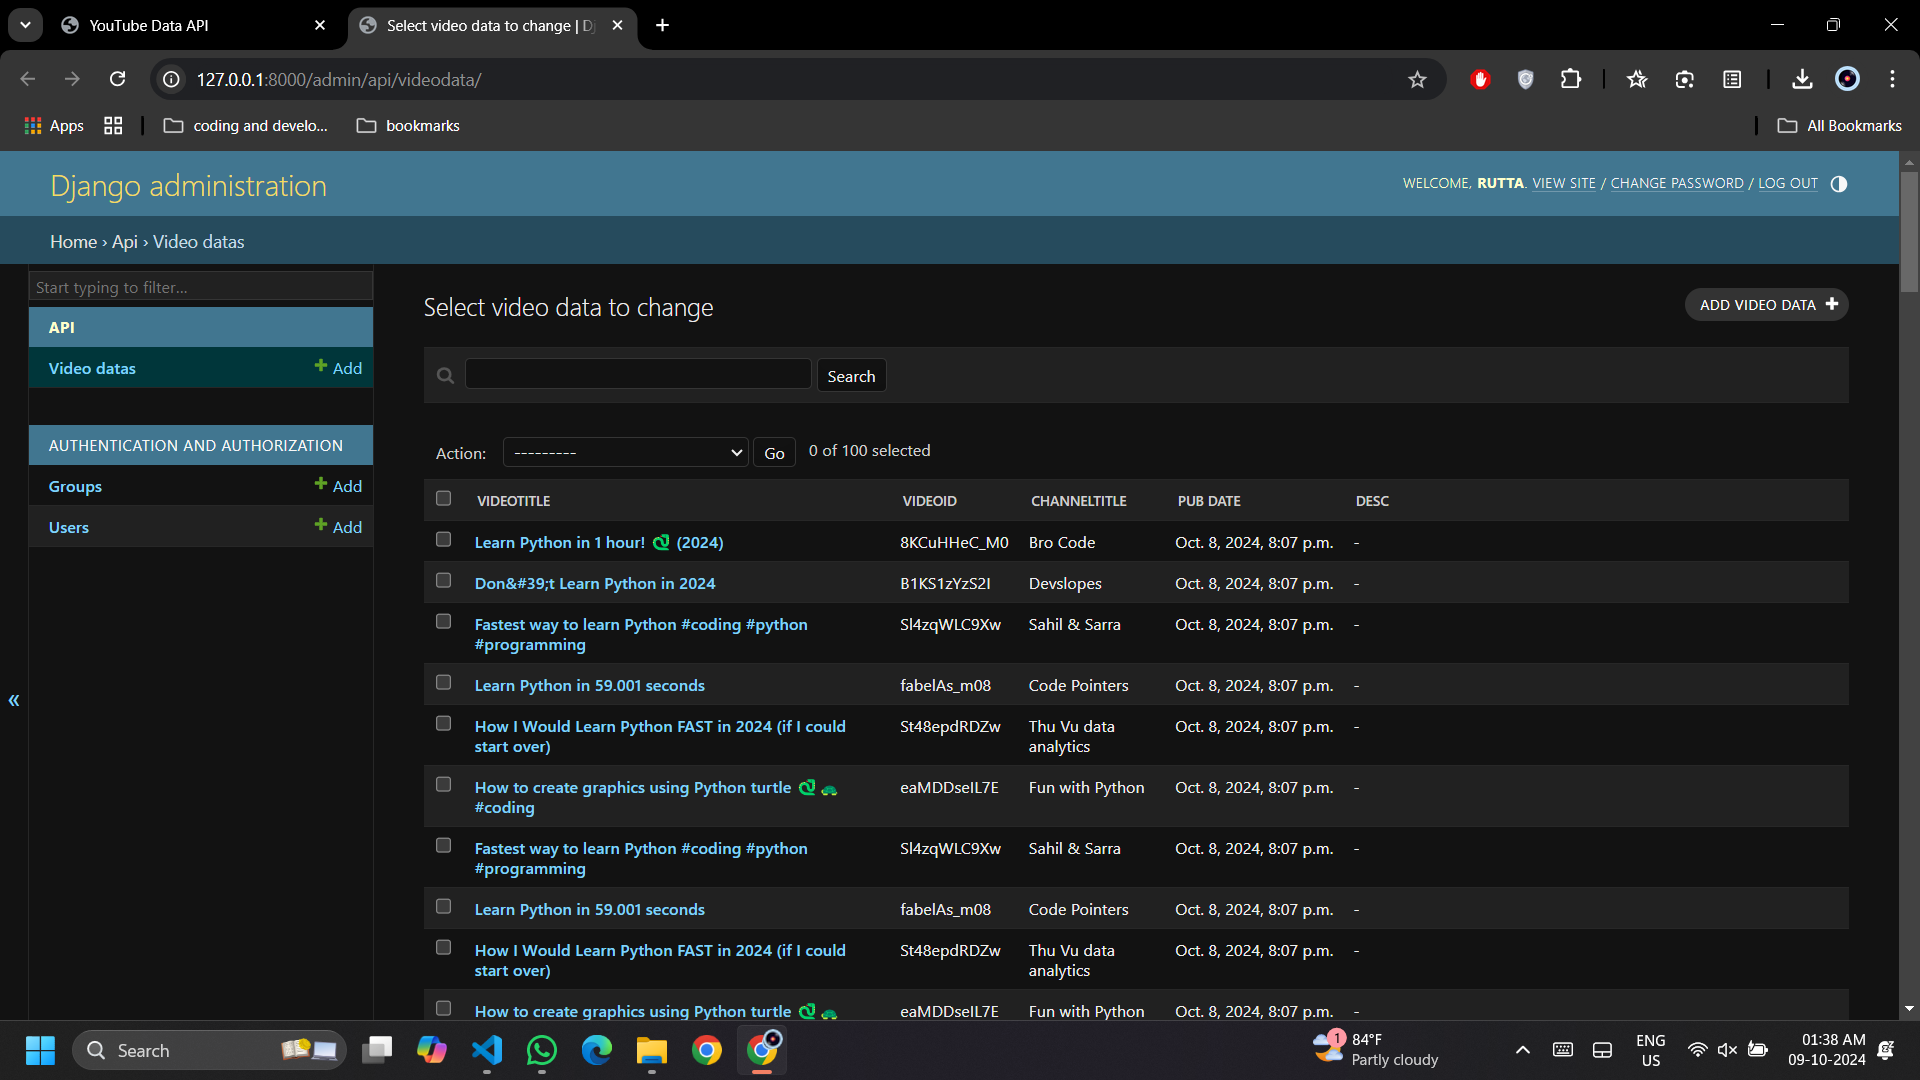 YouTube Data API
Select video data to change | Dj
127.0.0.1:8000/admin/api/videodata/
Apps
coding and develo...
bookmarks
All Bookmarks
Django administration
WELCOME, RUTTA. VIEW SITE / CHANGE PASSWORD / LOG OUT
Home › Api › Video datas
Start typing to filter...
API
Video datas
Add
AUTHENTICATION AND AUTHORIZATION
Groups
Add
Users
Add
«
Select video data to change
ADD VIDEO DATA +
Search
Action: --------- Go 0 of 100 selected
VIDEOTITLE VIDEOID CHANNELTITLE PUB DATE DESC
Learn Python in 1 hour! 🐍 (2024) 8KCuHHeC_M0 Bro Code Oct. 8, 2024, 8:07 p.m. -
Don&#39;t Learn Python in 2024 B1KS1zYzS2I Devslopes Oct. 8, 2024, 8:07 p.m. -
Fastest way to learn Python #coding #python Sl4zqWLC9Xw Sahil & Sarra Oct. 8, 2024, 8:07 p.m. -
#programming
Learn Python in 59.001 seconds fabelAs_m08 Code Pointers Oct. 8, 2024, 8:07 p.m. -
How I Would Learn Python FAST in 2024 (if I could St48epdRDZw Thu Vu data Oct. 8, 2024, 8:07 p.m. -
start over) analytics
How to create graphics using Python turtle 🐍🐢 eaMDDseIL7E Fun with Python Oct. 8, 2024, 8:07 p.m. -
#coding
Fastest way to learn Python #coding #python Sl4zqWLC9Xw Sahil & Sarra Oct. 8, 2024, 8:07 p.m. -
#programming
Learn Python in 59.001 seconds fabelAs_m08 Code Pointers Oct. 8, 2024, 8:07 p.m. -
How I Would Learn Python FAST in 2024 (if I could St48epdRDZw Thu Vu data Oct. 8, 2024, 8:07 p.m. -
start over) analytics
How to create graphics using Python turtle 🐍🐢 eaMDDseIL7E Fun with Python Oct. 8, 2024, 8:07 p.m. -
Search
1
84°F
Partly cloudy
ENG
US
01:38 AM
09-10-2024